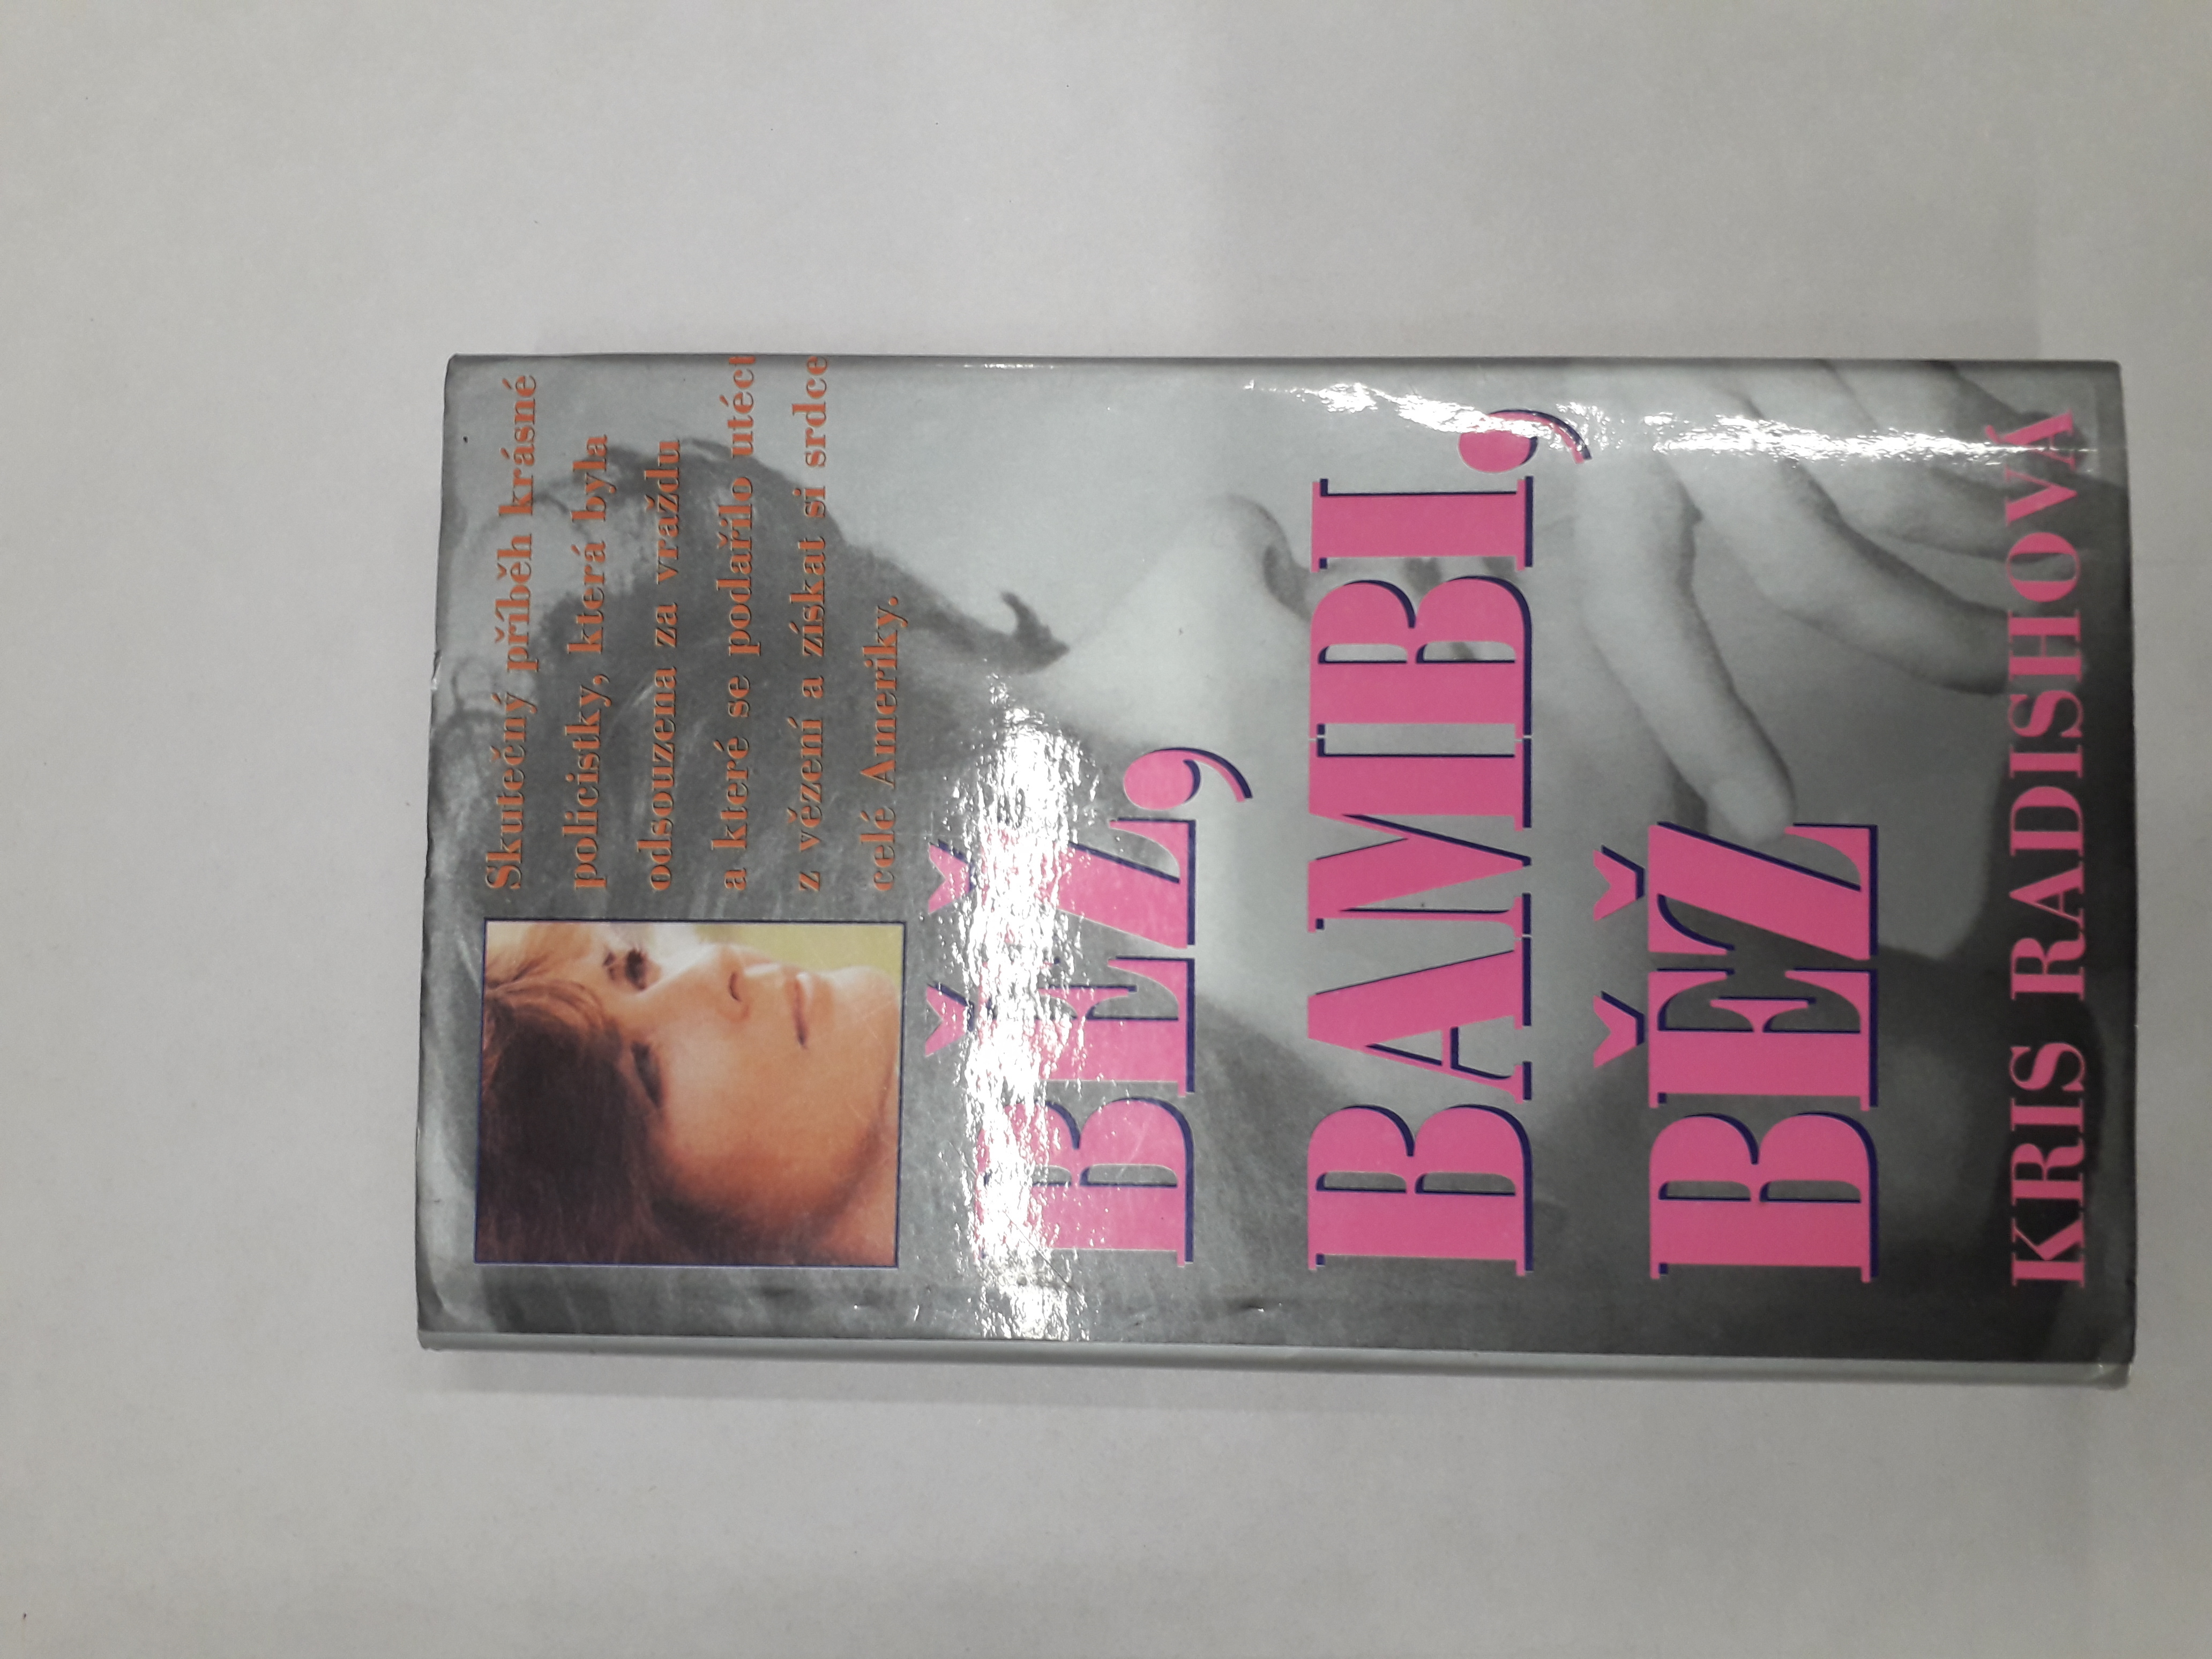 Skutečný příběh krásné
policistky, která byla
odsouzena za vraždu
a které se podařilo utéct
z vězení a získat si srdce
celé Ameriky.
BĚŽ,
BAMBI,
BĚŽ
KRIS RADISHOVÁ